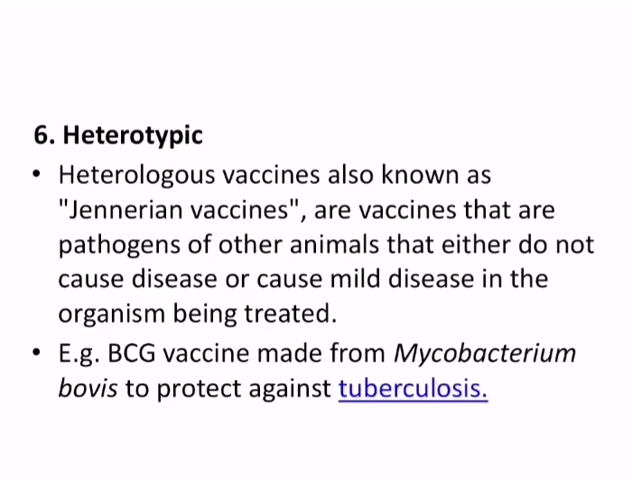 6. Heterotypic
• Heterologous vaccines also known as
"Jennerian vaccines", are vaccines that are
pathogens of other animals that either do not
cause disease or cause mild disease in the
organism being treated.
• E.g. BCG vaccine made from Mycobacterium
bovis to protect against tuberculosis.